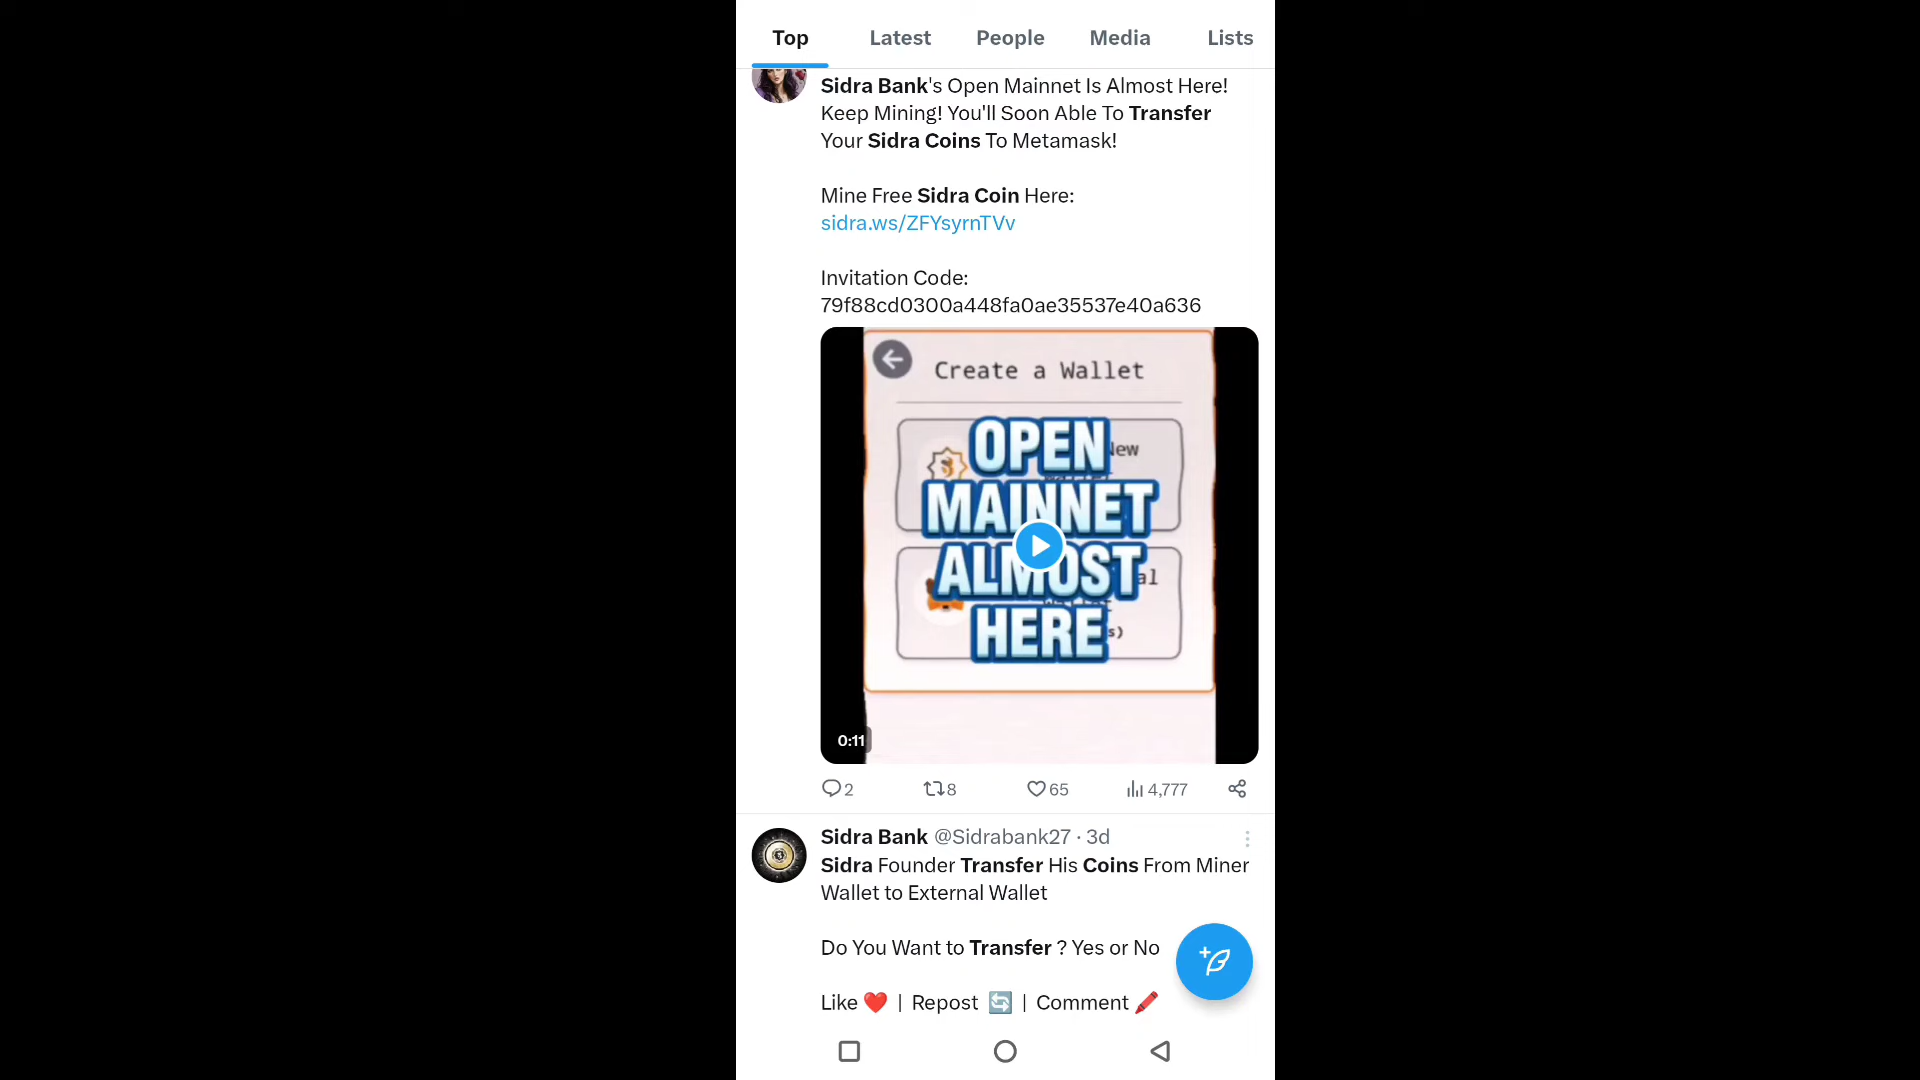 Top Latest People Media Lists
Sidra Bank's Open Mainnet Is Almost Here!
Keep Mining! You'll Soon Able To Transfer
Your Sidra Coins To Metamask!
Mine Free Sidra Coin Here:
sidra.ws/ZFYsyrnTVv
Invitation Code:
79f88cd0300a448fa0ae35537e40a636
Create a Wallet
New
OPEN
MAINNET
ALMOST
HERE
0:11
2 8 65 4,777
Sidra Bank @Sidrabank27 · 3d
Sidra Founder Transfer His Coins From Miner
Wallet to External Wallet
Do You Want to Transfer ? Yes or No
Like ❤️ | Repost 🔄 | Comment 🖍️